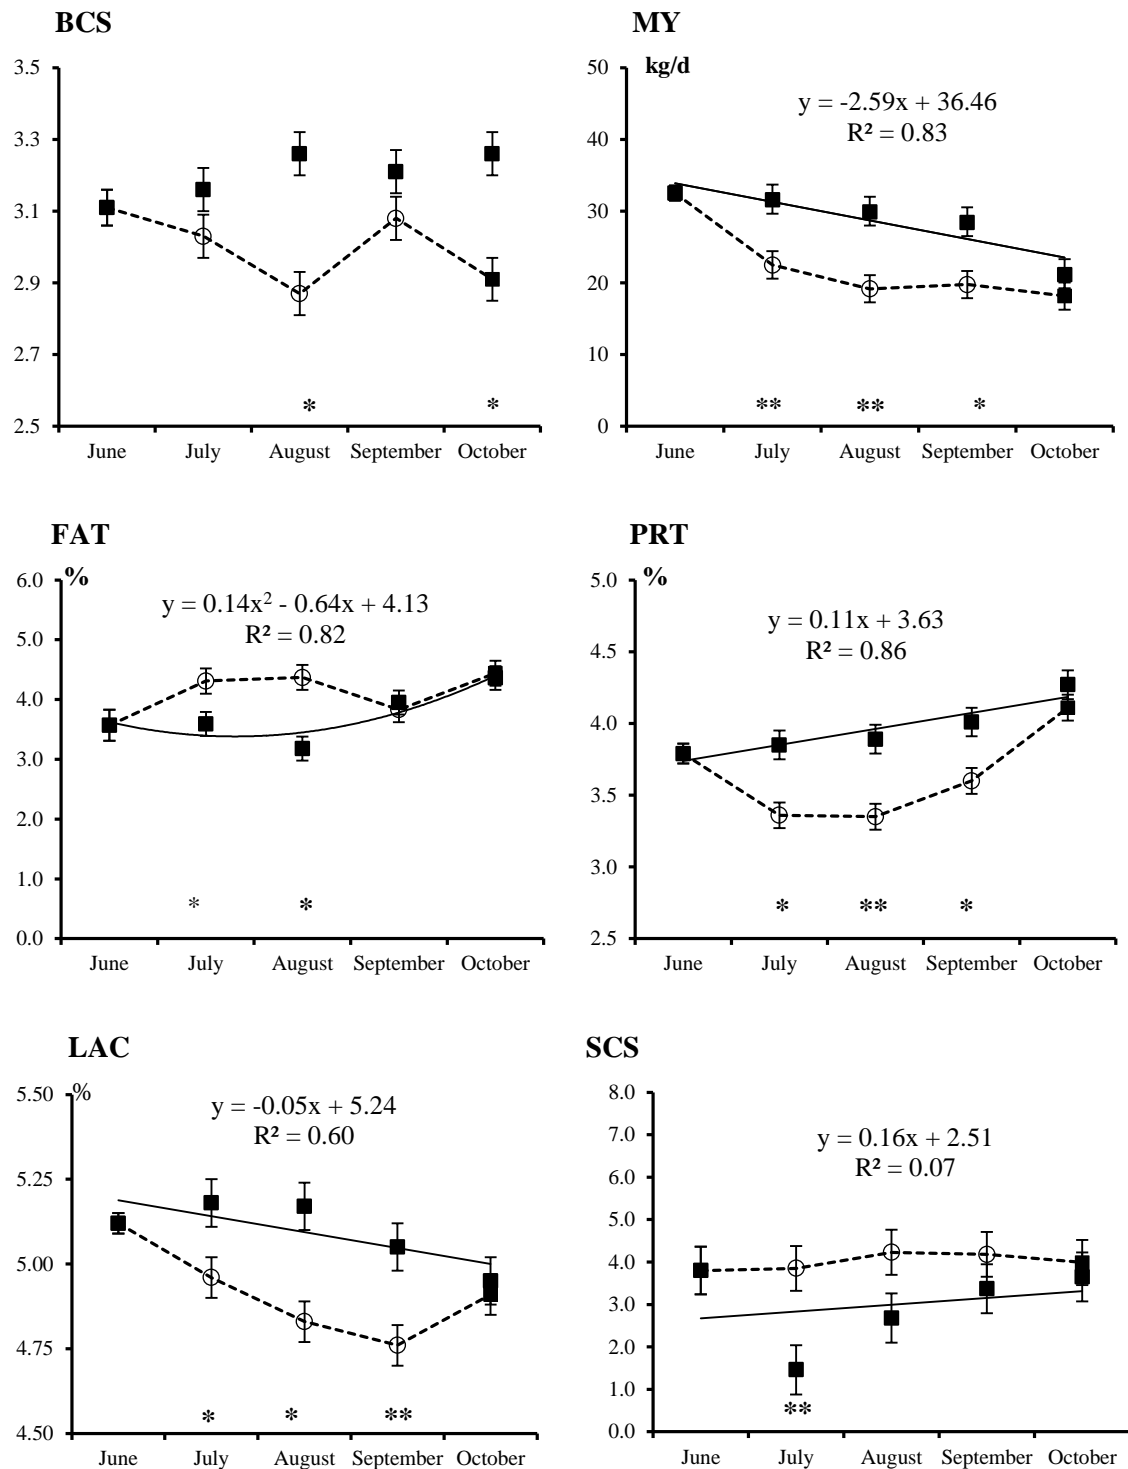 BCS
3.5
3.3
3.1
2.9
2.7
2.5
* *
June July August September October
MY
kg/d
y = -2.59x + 36.46
R² = 0.83
50
40
30
20
10
0
** ** *
June July August September October
FAT
%
y = 0.14x² - 0.64x + 4.13
R² = 0.82
6.0
5.0
4.0
3.0
2.0
1.0
0.0
* *
June July August September October
PRT
%
y = 0.11x + 3.63
R² = 0.86
5.0
4.5
4.0
3.5
3.0
2.5
* ** *
June July August September October
LAC
%
y = -0.05x + 5.24
R² = 0.60
5.50
5.25
5.00
4.75
4.50
* * **
June July August September October
SCS
y = 0.16x + 2.51
R² = 0.07
8.0
7.0
6.0
5.0
4.0
3.0
2.0
1.0
0.0
**
June July August September October